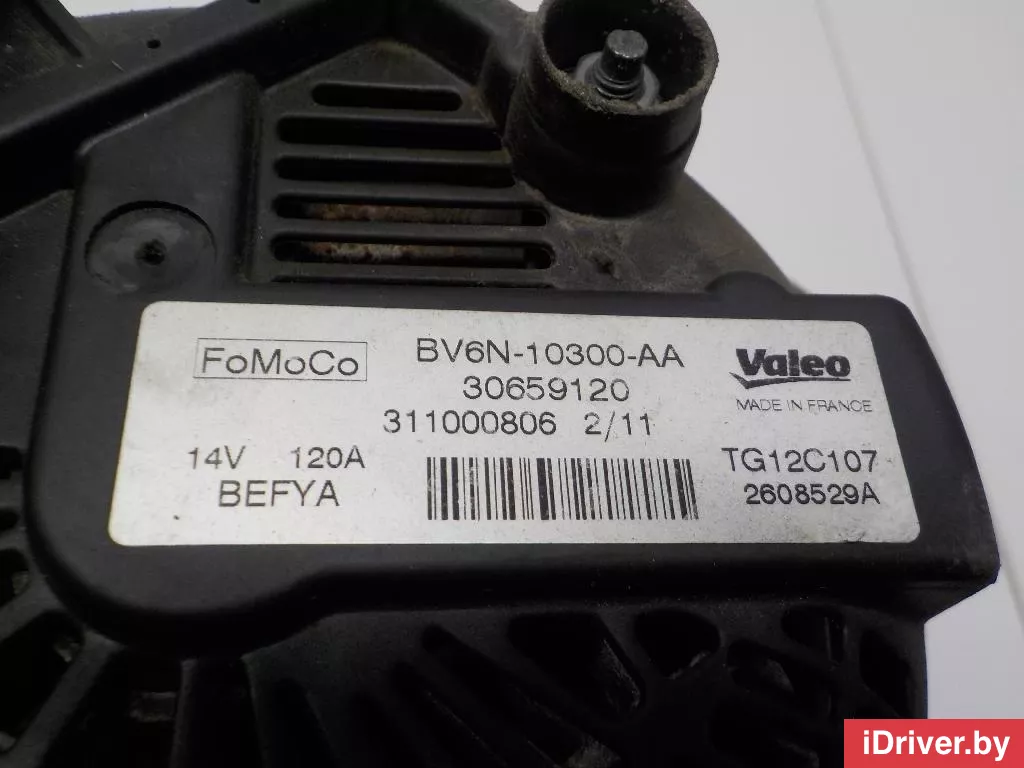 FoMoCo
BV6N-10300-AA
30659120
311000806 2/11
Valeo
MADE IN FRANCE
14V 120A
BEFYA
TG12C107
2608529A
iDriver.by